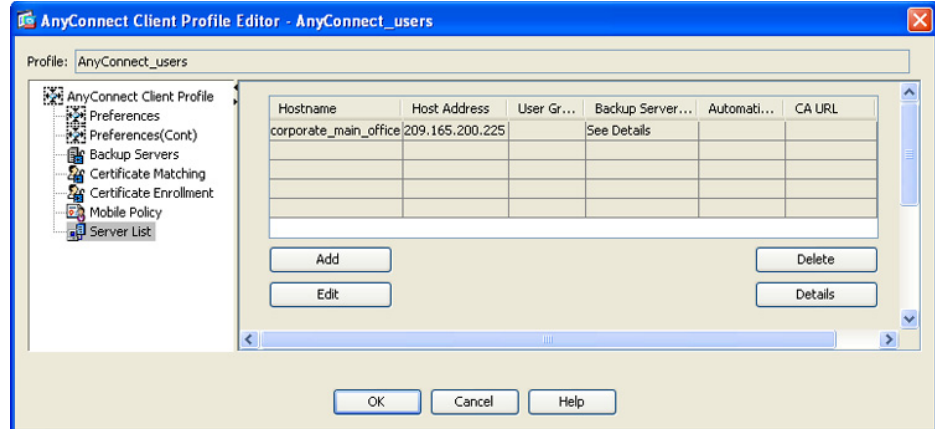 AnyConnect Client Profile Editor - AnyConnect_users
Profile: AnyConnect_users
AnyConnect Client Profile
Preferences
Preferences(Cont)
Backup Servers
Certificate Matching
Certificate Enrollment
Mobile Policy
Server List
Hostname Host Address User Gr... Backup Server... Automati... CA URL
corporate_main_office 209.165.200.225 See Details
Add Delete
Edit Details
OK Cancel Help